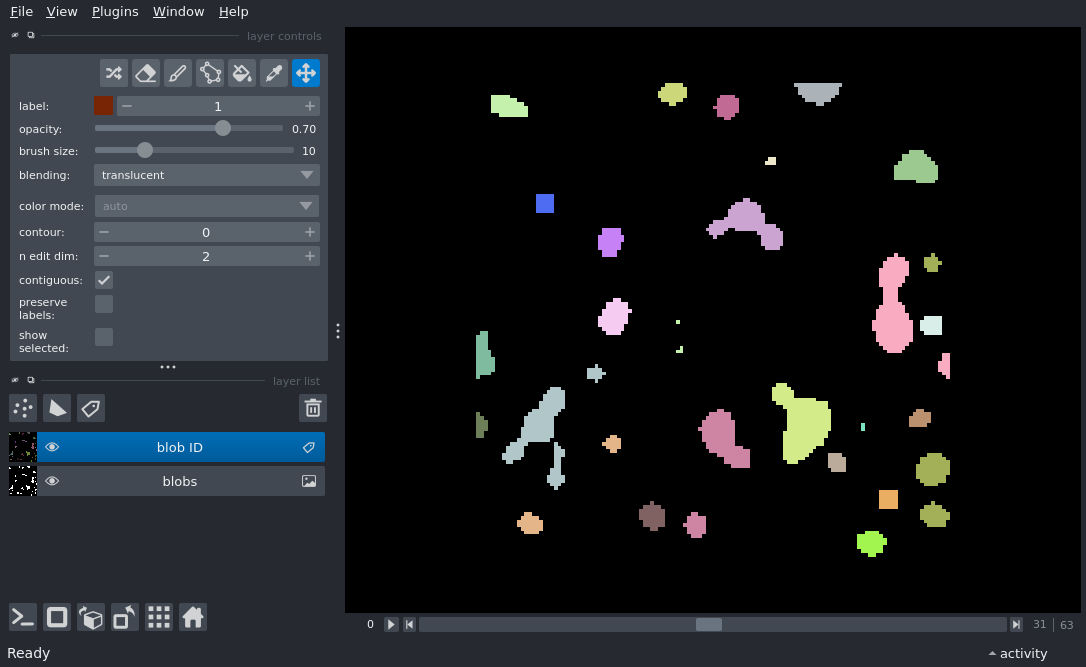 File View Plugins Window Help
layer controls
label: 1
opacity: 0.70
brush size: 10
blending: translucent
color mode: auto
contour: 0
n edit dim: 2
contiguous:
preserve
labels:
show
selected:
layer list
blob ID
blobs
0 31 | 63
Ready activity